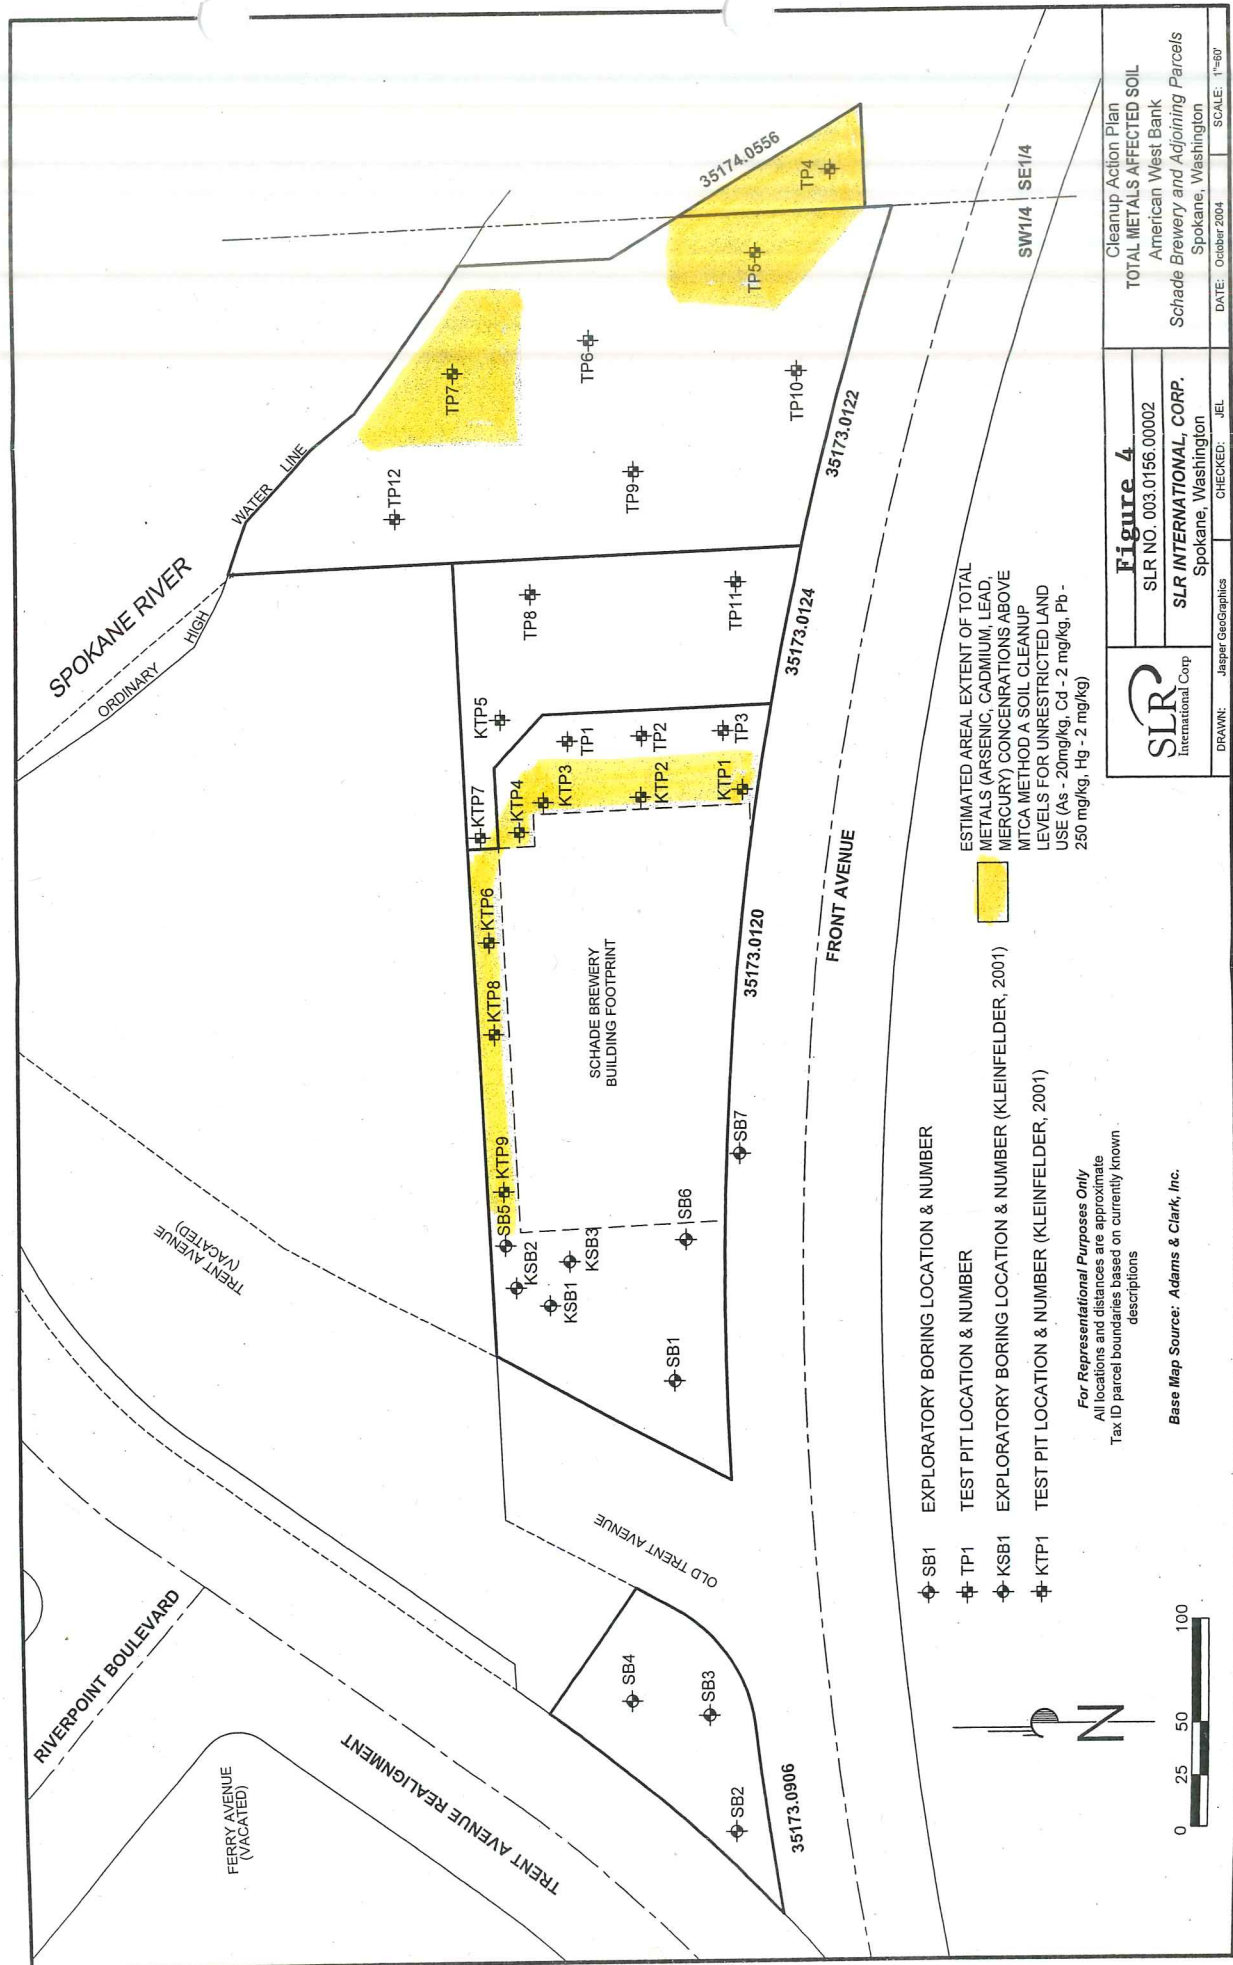 SPOKANE RIVER
ORDINARY
HIGH
WATER
LINE
RIVERPOINT BOULEVARD
FERRY AVENUE
(VACATED)
TRENT AVENUE REALIGNMENT
TRENT AVENUE
(VACATED)
OLD TRENT AVENUE
SB4
SB3
SB2
35173.0906
SB5
KSB2
KSB1
KSB3
SB1
SB6
SB7
KTP9
KTP8
KTP6
KTP7
KTP4
KTP3
KTP2
KTP1
KTP5
TP1
TP2
TP3
SCHADE BREWERY
BUILDING FOOTPRINT
35173.0120
TP8
TP11
35173.0124
TP12
TP7
TP6
TP9
TP10
35173.0122
TP5
TP4
35174.0556
FRONT AVENUE
SW1/4
SE1/4
SB1 EXPLORATORY BORING LOCATION & NUMBER
TP1 TEST PIT LOCATION & NUMBER
KSB1 EXPLORATORY BORING LOCATION & NUMBER (KLEINFELDER, 2001)
KTP1 TEST PIT LOCATION & NUMBER (KLEINFELDER, 2001)
ESTIMATED AREAL EXTENT OF TOTAL
METALS (ARSENIC, CADMIUM, LEAD,
MERCURY) CONCENRATIONS ABOVE
MTCA METHOD A SOIL CLEANUP
LEVELS FOR UNRESTRICTED LAND
USE (As - 20mg/kg, Cd - 2 mg/kg, Pb -
250 mg/kg, Hg - 2 mg/kg)
N
0 25 50 100
For Representational Purposes Only
All locations and distances are approximate
Tax ID parcel boundaries based on currently known
descriptions
Base Map Source: Adams & Clark, Inc.
SLR
International Corp
Figure 4
SLR NO. 003.0156.00002
SLR INTERNATIONAL, CORP.
Spokane, Washington
Cleanup Action Plan
TOTAL METALS AFFECTED SOIL
American West Bank
Schade Brewery and Adjoining Parcels
Spokane, Washington
DRAWN: Jasper GeoGraphics
CHECKED: JEL
DATE: October 2004
SCALE: 1"=60'